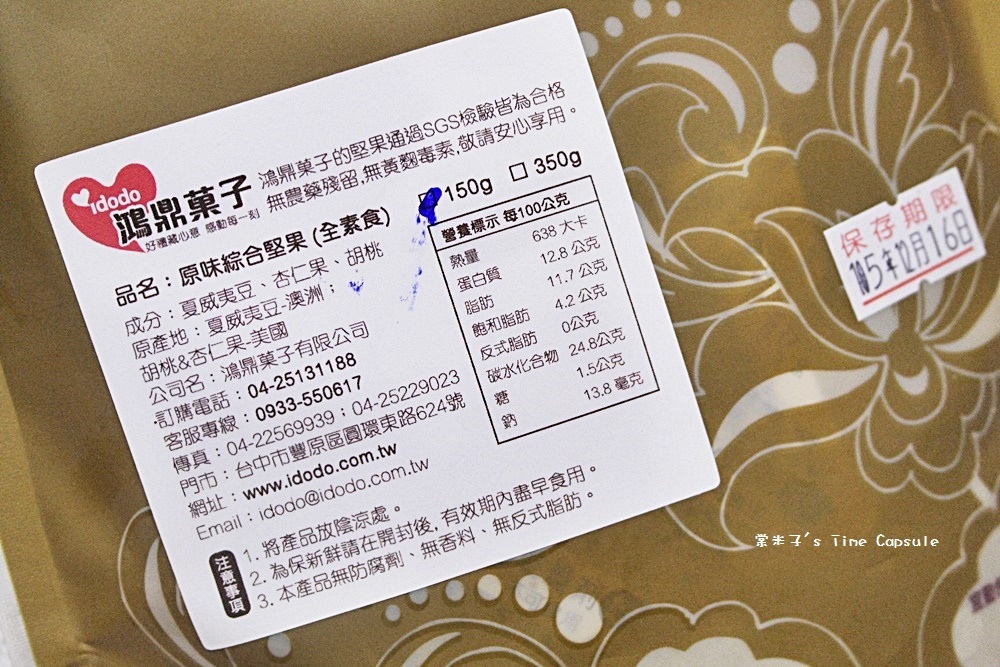 idodo
鴻鼎菓子
好禮藏心意 感動每一刻
鴻鼎菓子的堅果通過SGS檢驗皆為合格
無農藥殘留,無黃麴毒素,敬請安心享用。
150g 350g
品名：原味綜合堅果 (全素食)
成分：夏威夷豆、杏仁果、胡桃
原產地：夏威夷豆-澳洲；
胡桃&杏仁果-美國
公司名：鴻鼎菓子有限公司
訂購電話：04-25131188
客服專線：0933-550617
傳真：04-22569939；04-25229023
門市：台中市豐原區圓環東路624號
網址：www.idodo.com.tw
Email：idodo@idodo.com.tw
營養標示 每100公克
熱量 638 大卡
蛋白質 12.8 公克
脂肪 11.7 公克
飽和脂肪 4.2 公克
反式脂肪 0公克
碳水化合物 24.8公克
糖 1.5公克
鈉 13.8 毫克
注意事項
1. 將產品放陰涼處。
2. 為保新鮮請在開封後, 有效期內盡早食用。
3. 本產品無防腐劑、無香料、無反式脂肪。
保存期限
105年12月16日
棠米子's Time Capsule